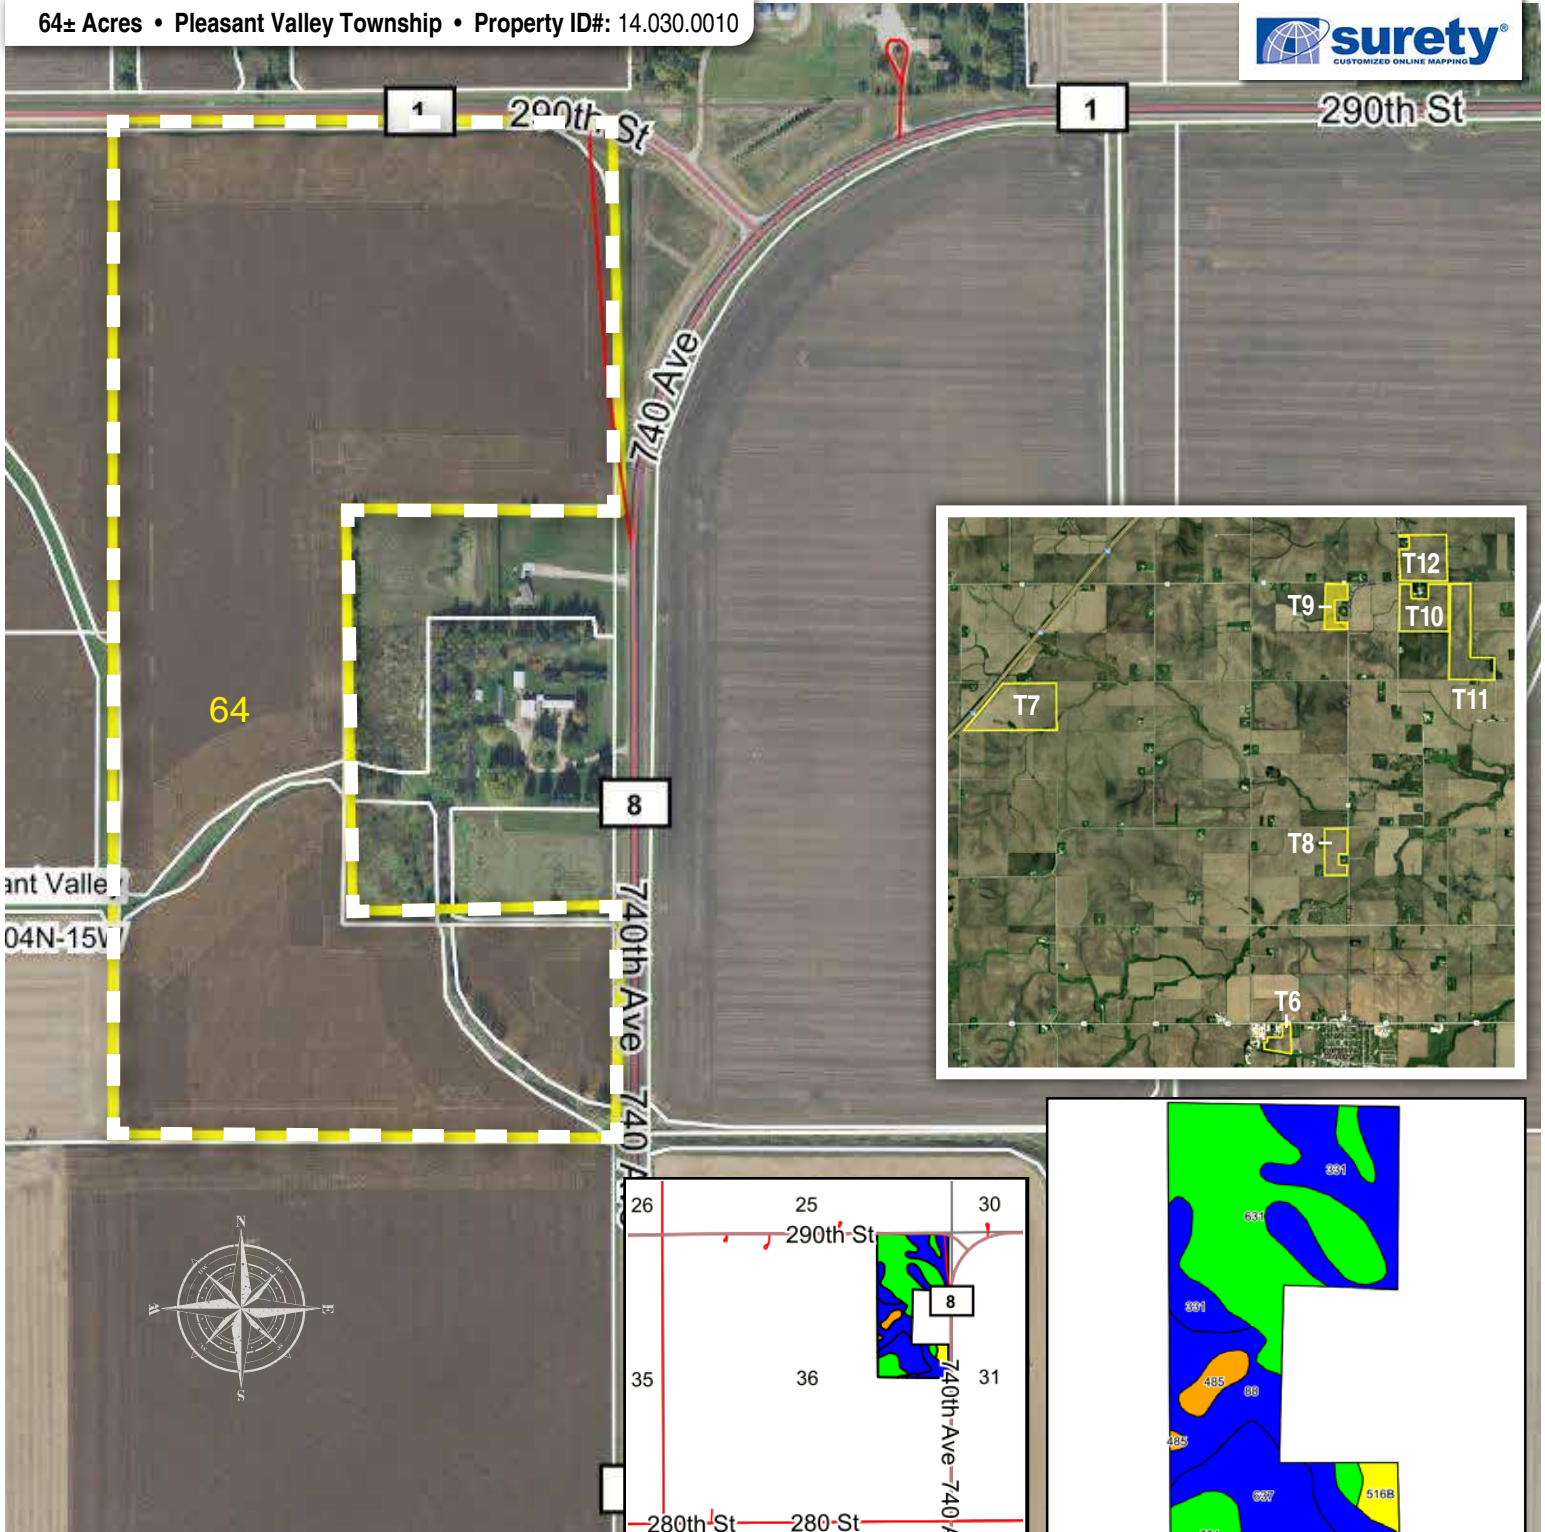 64± Acres • Pleasant Valley Township • Property ID#: 14.030.0010
surety®
CUSTOMIZED ONLINE MAPPING
1
290th St
1
290th St
740 Ave
64
8
ant Valley
04N-15W
740th Ave
740 A
T12
T9
T10
T11
T7
T8
T6
N
E
S
W
26
25
30
290th St
8
35
36
31
740th Ave
740 A
280th St
280 St
331
631
331
485
88
485
637
516B